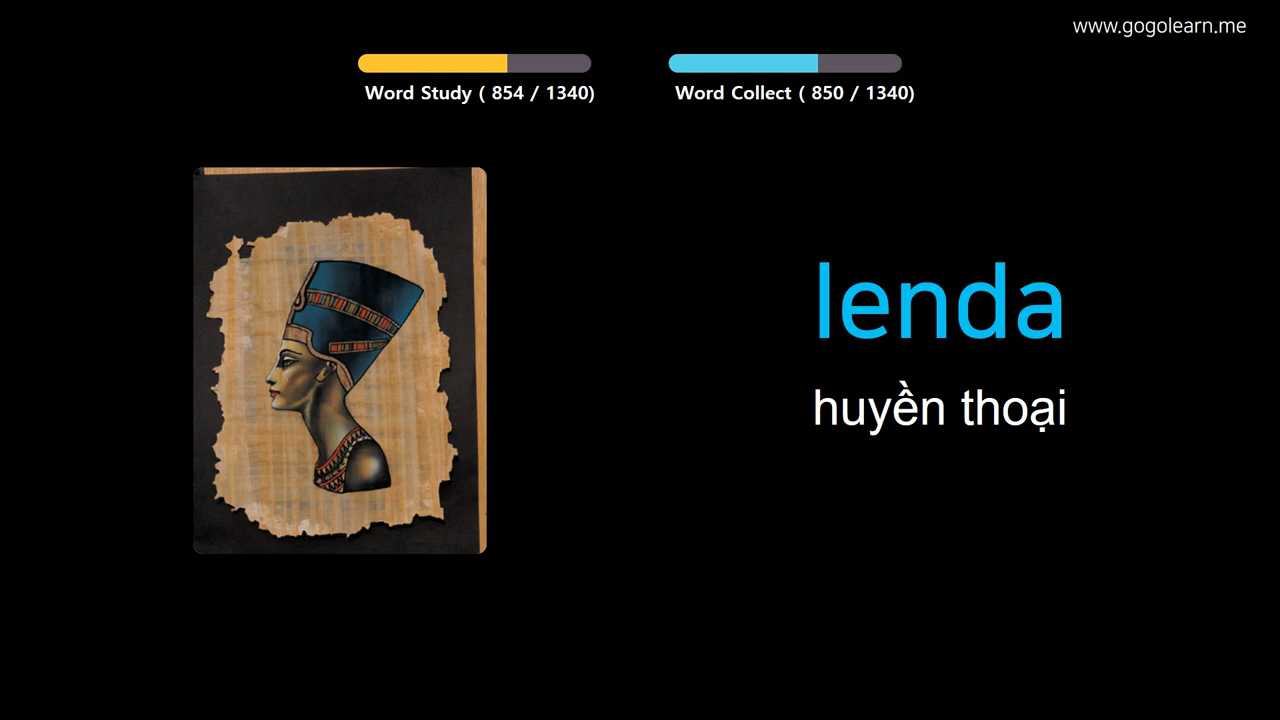 www.gogolearn.me
Word Study ( 854 / 1340)
Word Collect ( 850 / 1340)
lenda
huyền thoại